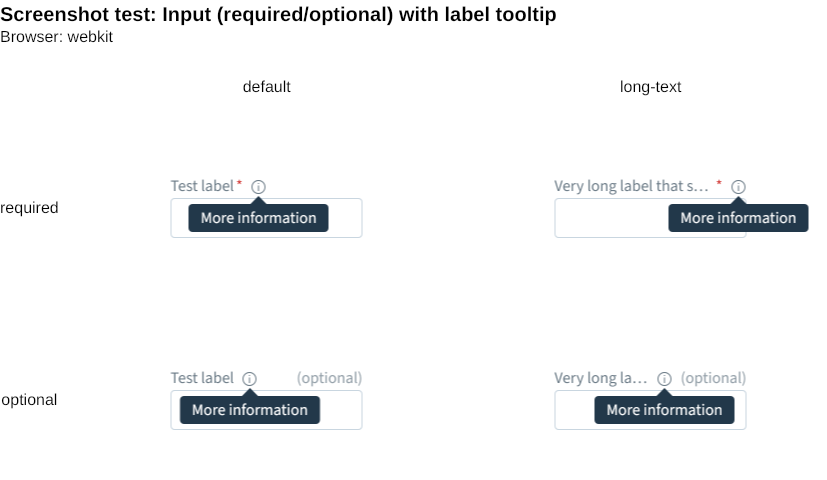 Screenshot test: Input (required/optional) with label tooltip
Browser: webkit
default long-text
required
Test label * Very long label that s... *
More information More information
optional
Test label (optional) Very long la... (optional)
More information More information